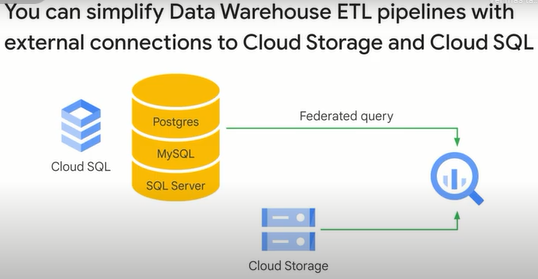 You can simplify Data Warehouse ETL pipelines with
external connections to Cloud Storage and Cloud SQL
Postgres
Federated query
MySQL
Cloud SQL
SQL Server
Cloud Storage